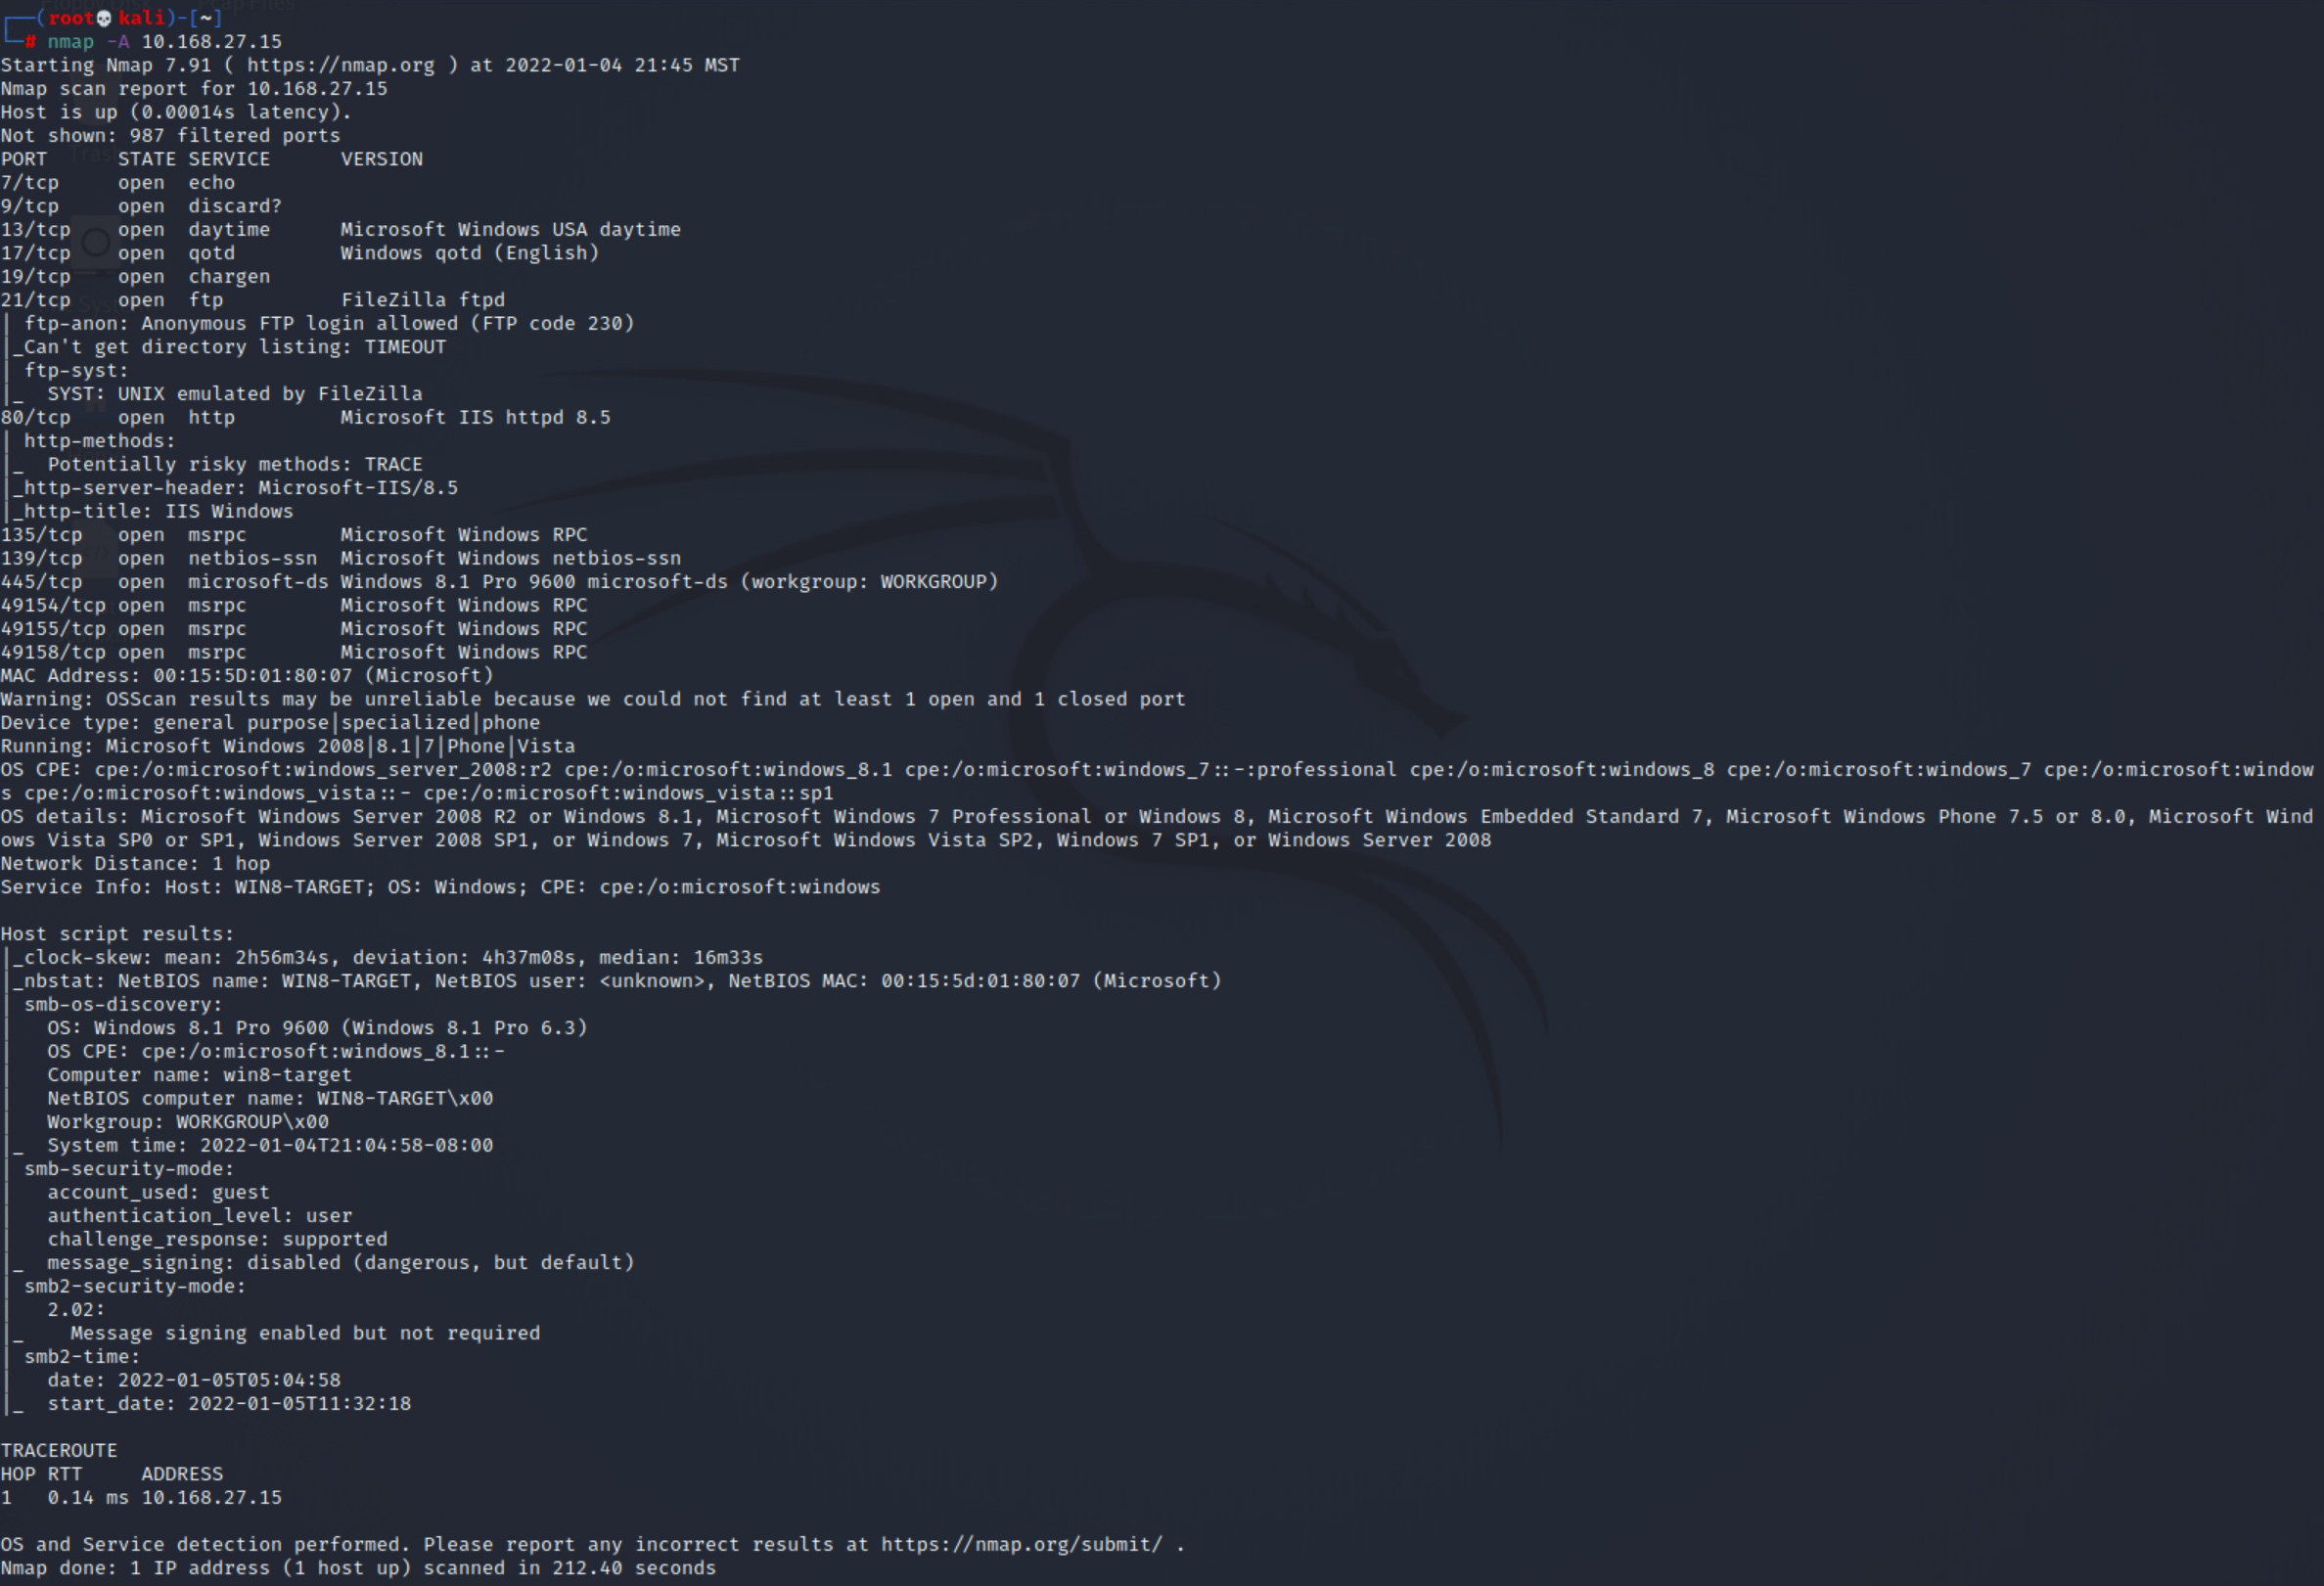 ┌──(root💀kali)-[~]
└─# nmap -A 10.168.27.15
Starting Nmap 7.91 ( https://nmap.org ) at 2022-01-04 21:45 MST
Nmap scan report for 10.168.27.15
Host is up (0.00014s latency).
Not shown: 987 filtered ports
PORT      STATE SERVICE      VERSION
7/tcp     open  echo
9/tcp     open  discard?
13/tcp    open  daytime      Microsoft Windows USA daytime
17/tcp    open  qotd         Windows qotd (English)
19/tcp    open  chargen
21/tcp    open  ftp          FileZilla ftpd
| ftp-anon: Anonymous FTP login allowed (FTP code 230)
|_Can't get directory listing: TIMEOUT
| ftp-syst:
|_  SYST: UNIX emulated by FileZilla
80/tcp    open  http         Microsoft IIS httpd 8.5
| http-methods:
|_  Potentially risky methods: TRACE
|_http-server-header: Microsoft-IIS/8.5
|_http-title: IIS Windows
135/tcp   open  msrpc        Microsoft Windows RPC
139/tcp   open  netbios-ssn  Microsoft Windows netbios-ssn
445/tcp   open  microsoft-ds Windows 8.1 Pro 9600 microsoft-ds (workgroup: WORKGROUP)
49154/tcp open  msrpc        Microsoft Windows RPC
49155/tcp open  msrpc        Microsoft Windows RPC
49158/tcp open  msrpc        Microsoft Windows RPC
MAC Address: 00:15:5D:01:80:07 (Microsoft)
Warning: OSScan results may be unreliable because we could not find at least 1 open and 1 closed port
Device type: general purpose|specialized|phone
Running: Microsoft Windows 2008|8.1|7|Phone|Vista
OS CPE: cpe:/o:microsoft:windows_server_2008:r2 cpe:/o:microsoft:windows_8.1 cpe:/o:microsoft:windows_7::-:professional cpe:/o:microsoft:windows_8 cpe:/o:microsoft:windows_7 cpe:/o:microsoft:window
s cpe:/o:microsoft:windows_vista::- cpe:/o:microsoft:windows_vista::sp1
OS details: Microsoft Windows Server 2008 R2 or Windows 8.1, Microsoft Windows 7 Professional or Windows 8, Microsoft Windows Embedded Standard 7, Microsoft Windows Phone 7.5 or 8.0, Microsoft Wind
ows Vista SP0 or SP1, Windows Server 2008 SP1, or Windows 7, Microsoft Windows Vista SP2, Windows 7 SP1, or Windows Server 2008
Network Distance: 1 hop
Service Info: Host: WIN8-TARGET; OS: Windows; CPE: cpe:/o:microsoft:windows

Host script results:
|_clock-skew: mean: 2h56m34s, deviation: 4h37m08s, median: 16m33s
|_nbstat: NetBIOS name: WIN8-TARGET, NetBIOS user: <unknown>, NetBIOS MAC: 00:15:5d:01:80:07 (Microsoft)
| smb-os-discovery:
|   OS: Windows 8.1 Pro 9600 (Windows 8.1 Pro 6.3)
|   OS CPE: cpe:/o:microsoft:windows_8.1::-
|   Computer name: win8-target
|   NetBIOS computer name: WIN8-TARGET\x00
|   Workgroup: WORKGROUP\x00
|_  System time: 2022-01-04T21:04:58-08:00
| smb-security-mode:
|   account_used: guest
|   authentication_level: user
|   challenge_response: supported
|_  message_signing: disabled (dangerous, but default)
| smb2-security-mode:
|   2.02:
|_    Message signing enabled but not required
| smb2-time:
|   date: 2022-01-05T05:04:58
|_  start_date: 2022-01-05T11:32:18

TRACEROUTE
HOP RTT     ADDRESS
1   0.14 ms 10.168.27.15

OS and Service detection performed. Please report any incorrect results at https://nmap.org/submit/ .
Nmap done: 1 IP address (1 host up) scanned in 212.40 seconds